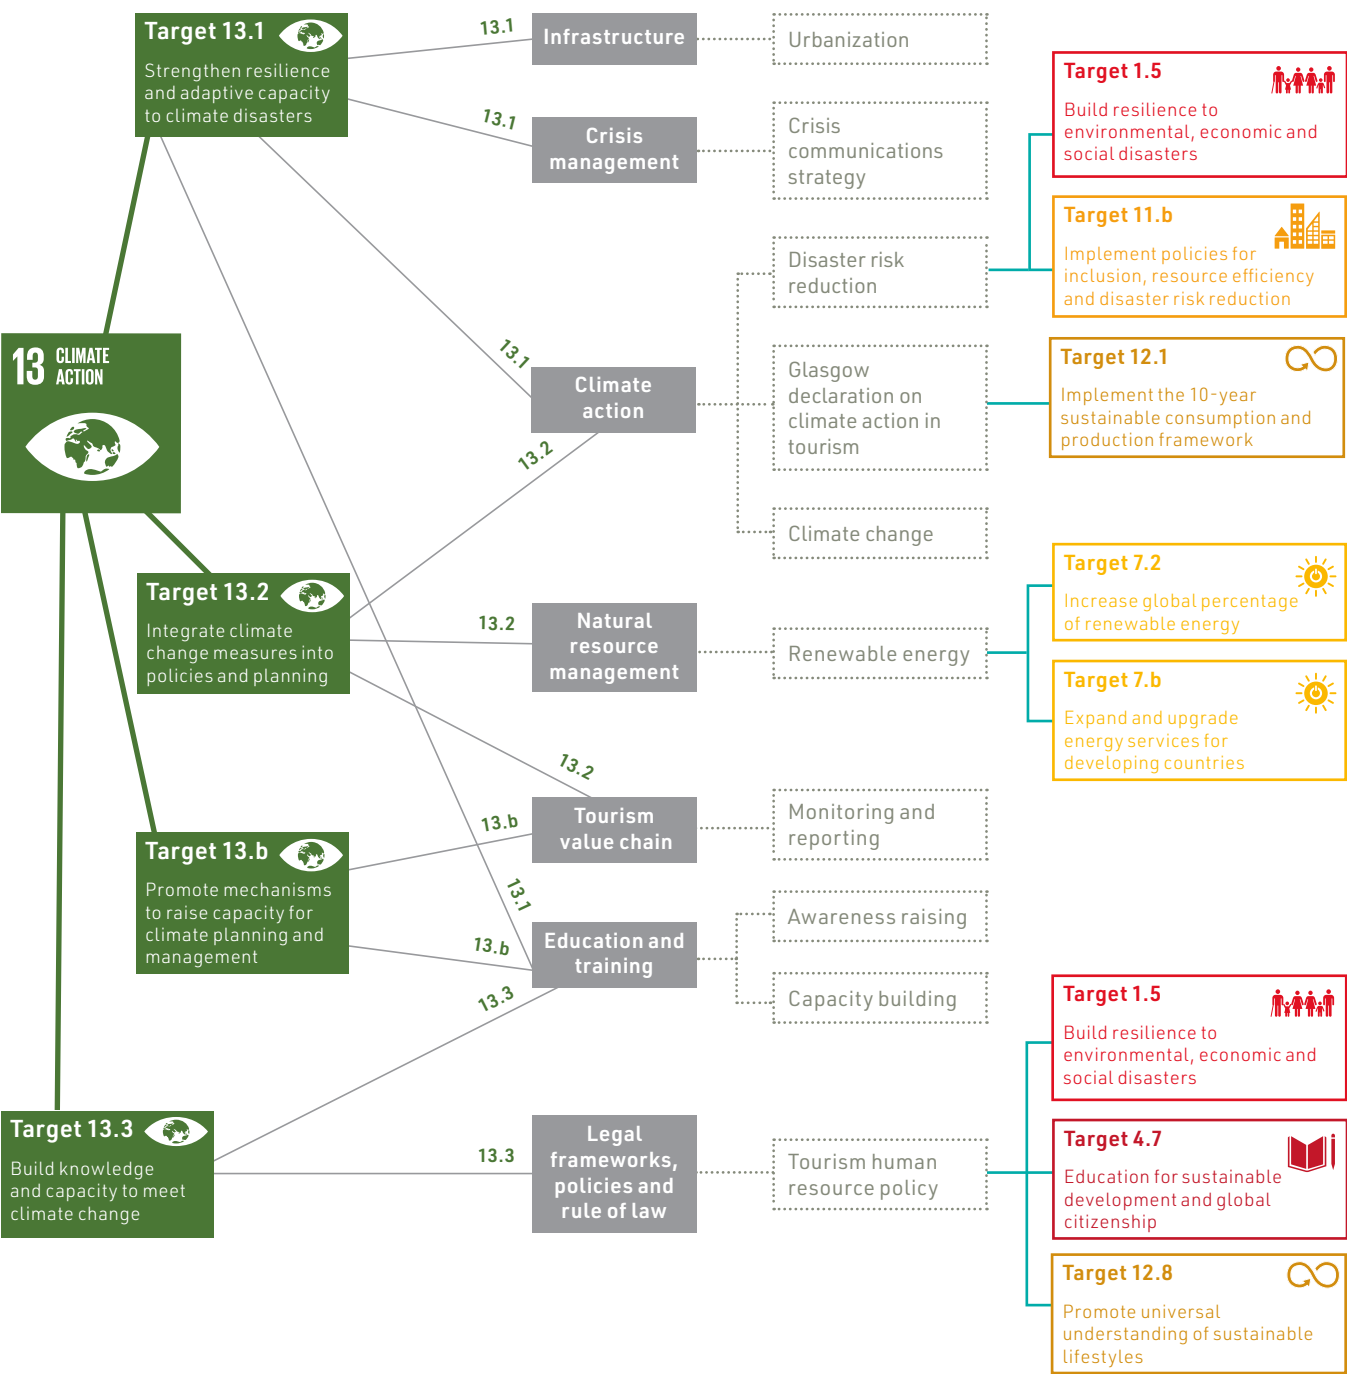 Target 13.1
Strengthen resilience
and adaptive capacity
to climate disasters
13.1
Infrastructure
Urbanization
13.1
Crisis
management
Crisis
communications
strategy
Target 1.5
Build resilience to
environmental, economic and
social disasters
Target 11.b
Implement policies for
inclusion, resource efficiency
and disaster risk reduction
Disaster risk
reduction
13 CLIMATE
ACTION
13.1
13.2
Climate
action
Glasgow
declaration on
climate action in
tourism
Target 12.1
Implement the 10-year
sustainable consumption and
production framework
Climate change
Target 13.2
Integrate climate
change measures into
policies and planning
13.2
Natural
resource
management
Renewable energy
Target 7.2
Increase global percentage
of renewable energy
Target 7.b
Expand and upgrade
energy services for
developing countries
13.2
13.b
Tourism
value chain
Monitoring and
reporting
Target 13.b
Promote mechanisms
to raise capacity for
climate planning and
management
13.1
13.b
13.3
Education and
training
Awareness raising
Capacity building
Target 1.5
Build resilience to
environmental, economic and
social disasters
Target 13.3
Build knowledge
and capacity to meet
climate change
13.3
Legal
frameworks,
policies and
rule of law
Tourism human
resource policy
Target 4.7
Education for sustainable
development and global
citizenship
Target 12.8
Promote universal
understanding of sustainable
lifestyles